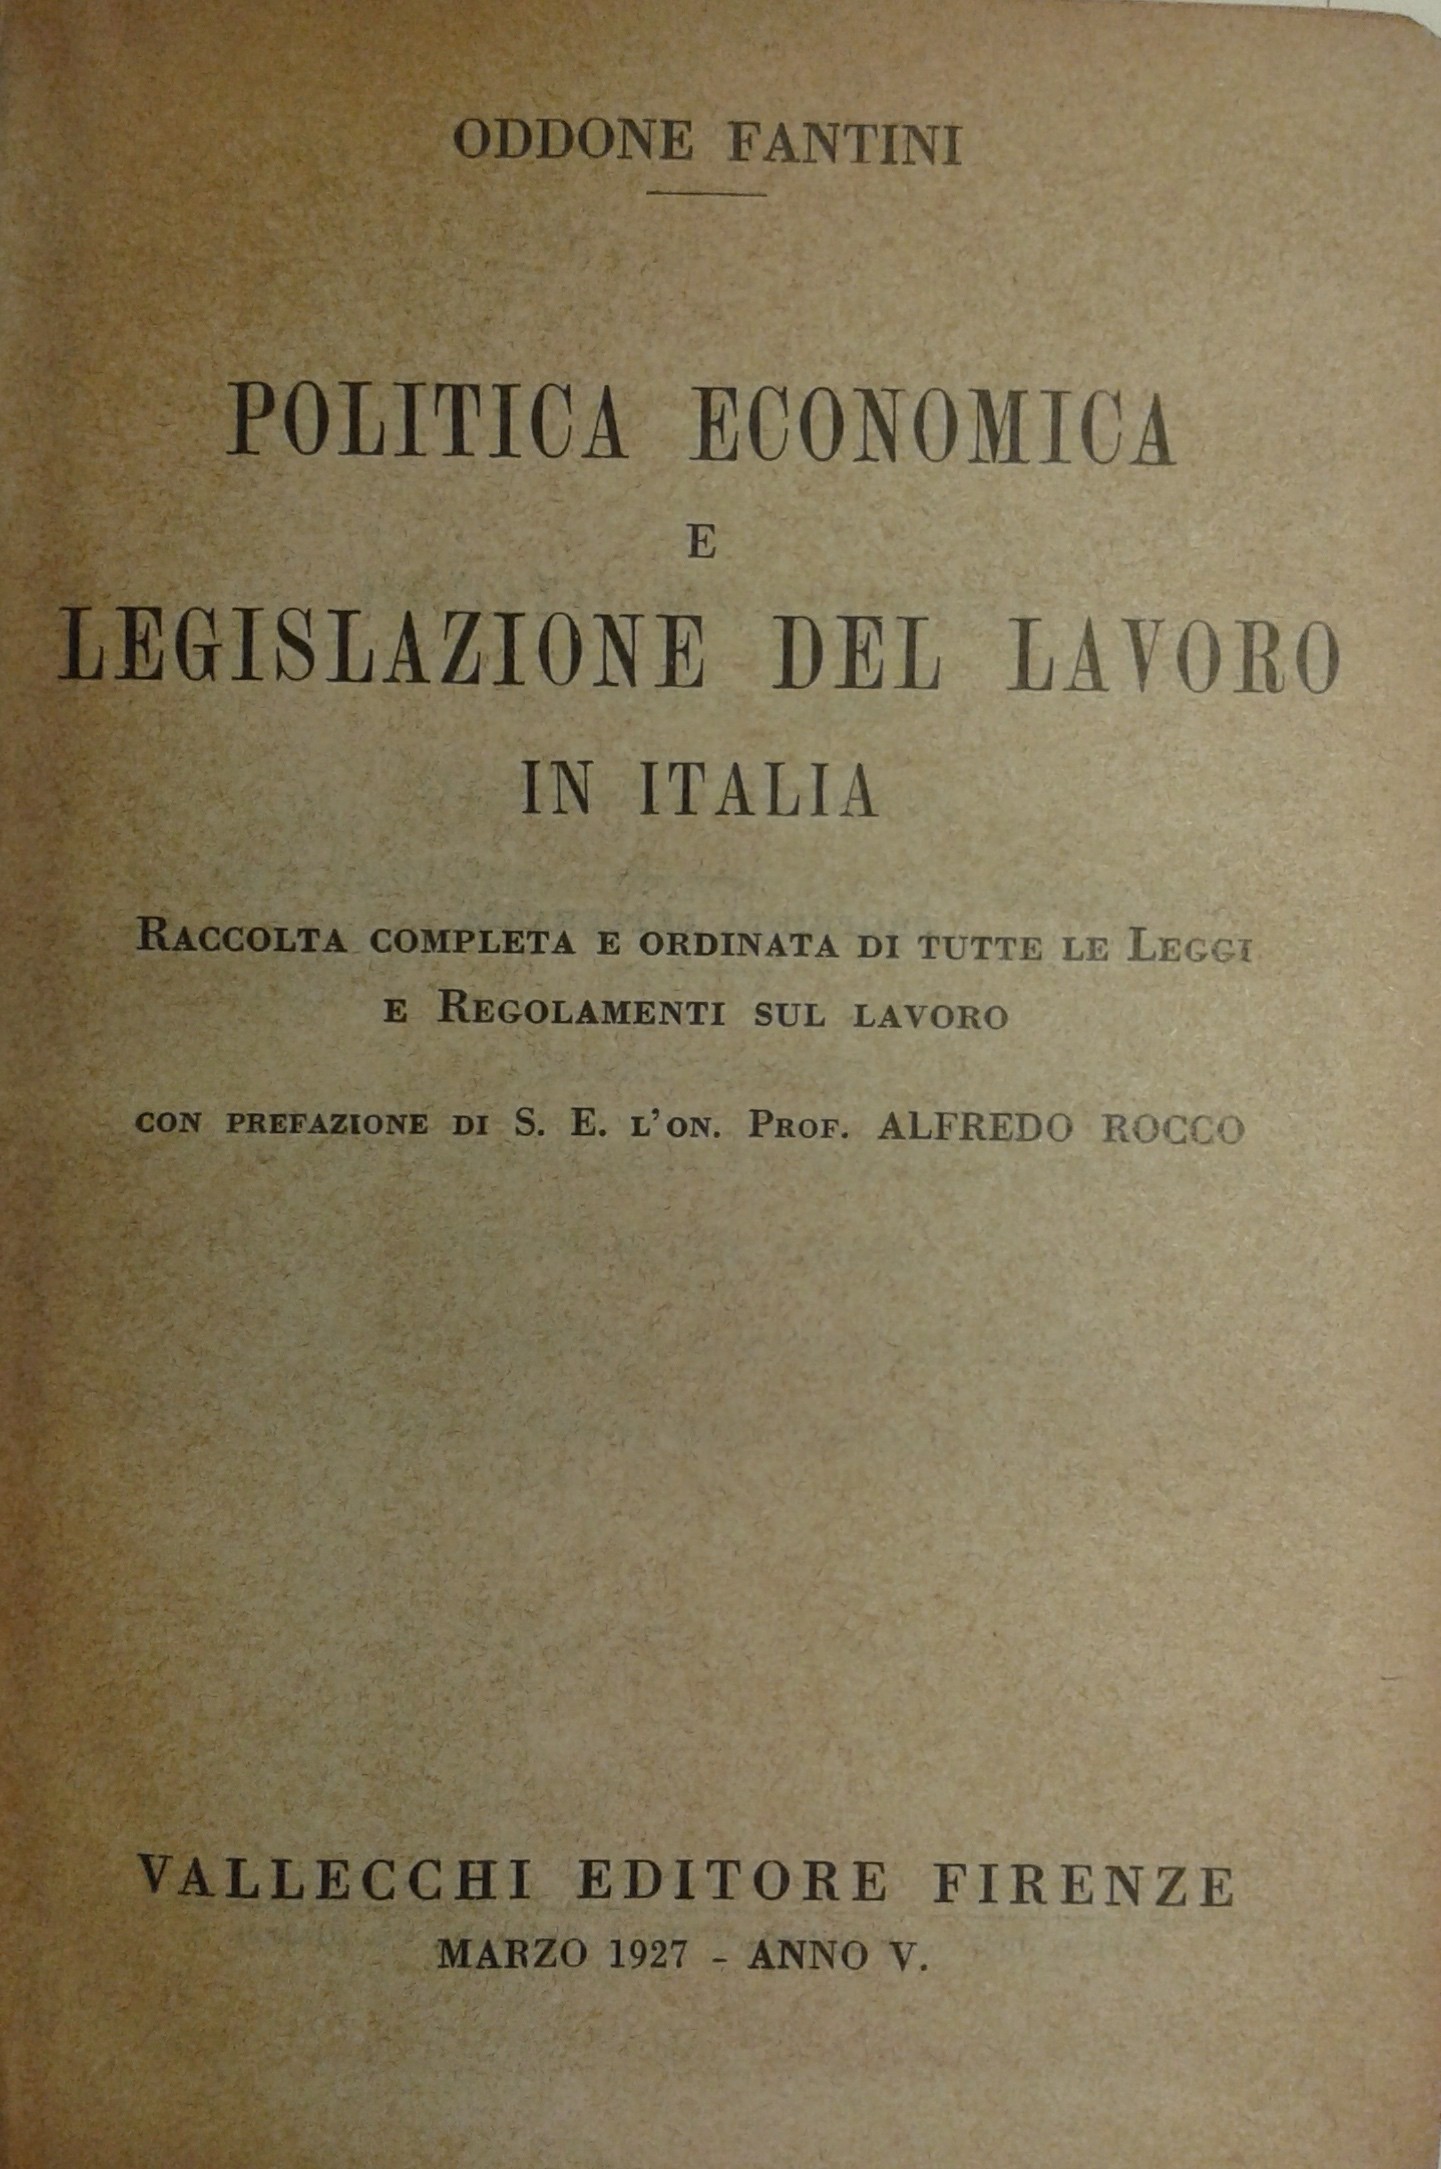 ODDONE FANTINI
POLITICA ECONOMICA
E
LEGISLAZIONE DEL LAVORO
IN ITALIA
RACCOLTA COMPLETA E ORDINATA DI TUTTE LE LEGGI
E REGOLAMENTI SUL LAVORO
CON PREFAZIONE DI S. E. L'ON. PROF. ALFREDO ROCCO
VALLECCHI EDITORE FIRENZE
MARZO 1927 - ANNO V.